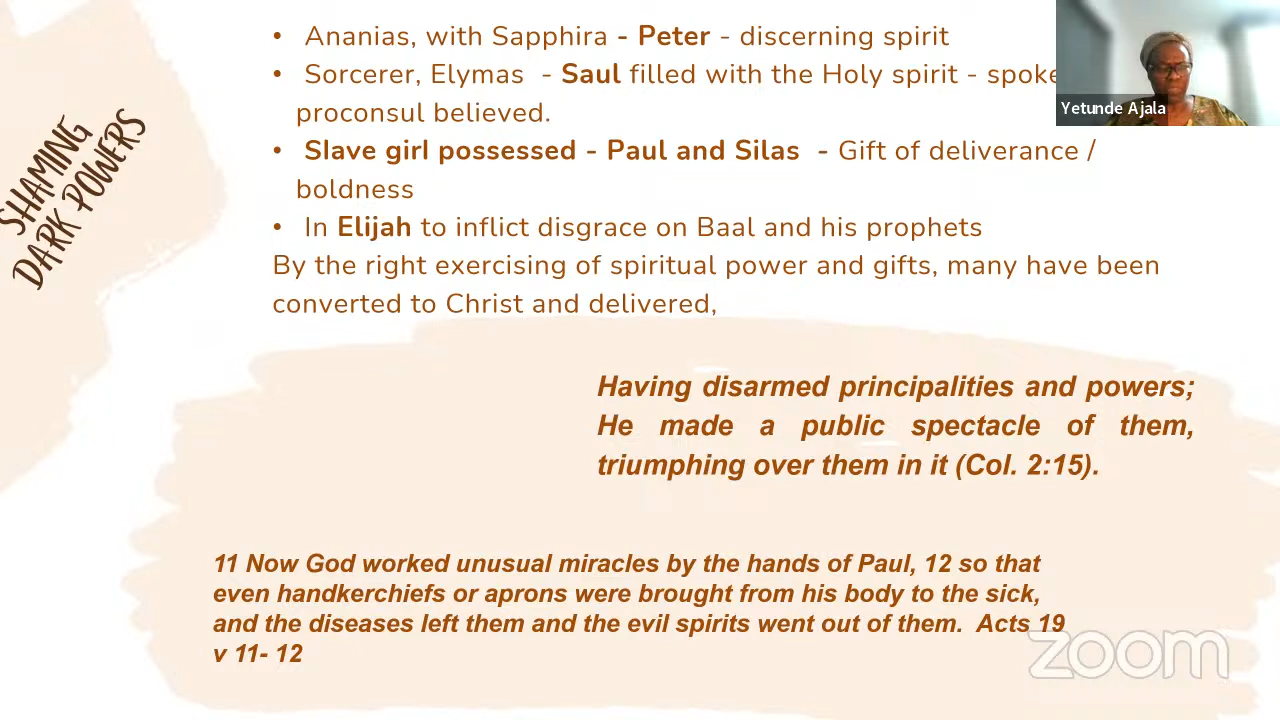 SHAMING
DARK POWERS
• Ananias, with Sapphira - Peter - discerning spirit
• Sorcerer, Elymas - Saul filled with the Holy spirit - spoke
proconsul believed.
• Slave girl possessed - Paul and Silas - Gift of deliverance /
boldness
• In Elijah to inflict disgrace on Baal and his prophets
By the right exercising of spiritual power and gifts, many have been
converted to Christ and delivered,
Yetunde Ajala
Having disarmed principalities and powers;
He made a public spectacle of them,
triumphing over them in it (Col. 2:15).
11 Now God worked unusual miracles by the hands of Paul, 12 so that
even handkerchiefs or aprons were brought from his body to the sick,
and the diseases left them and the evil spirits went out of them. Acts 19
v 11- 12
zoom